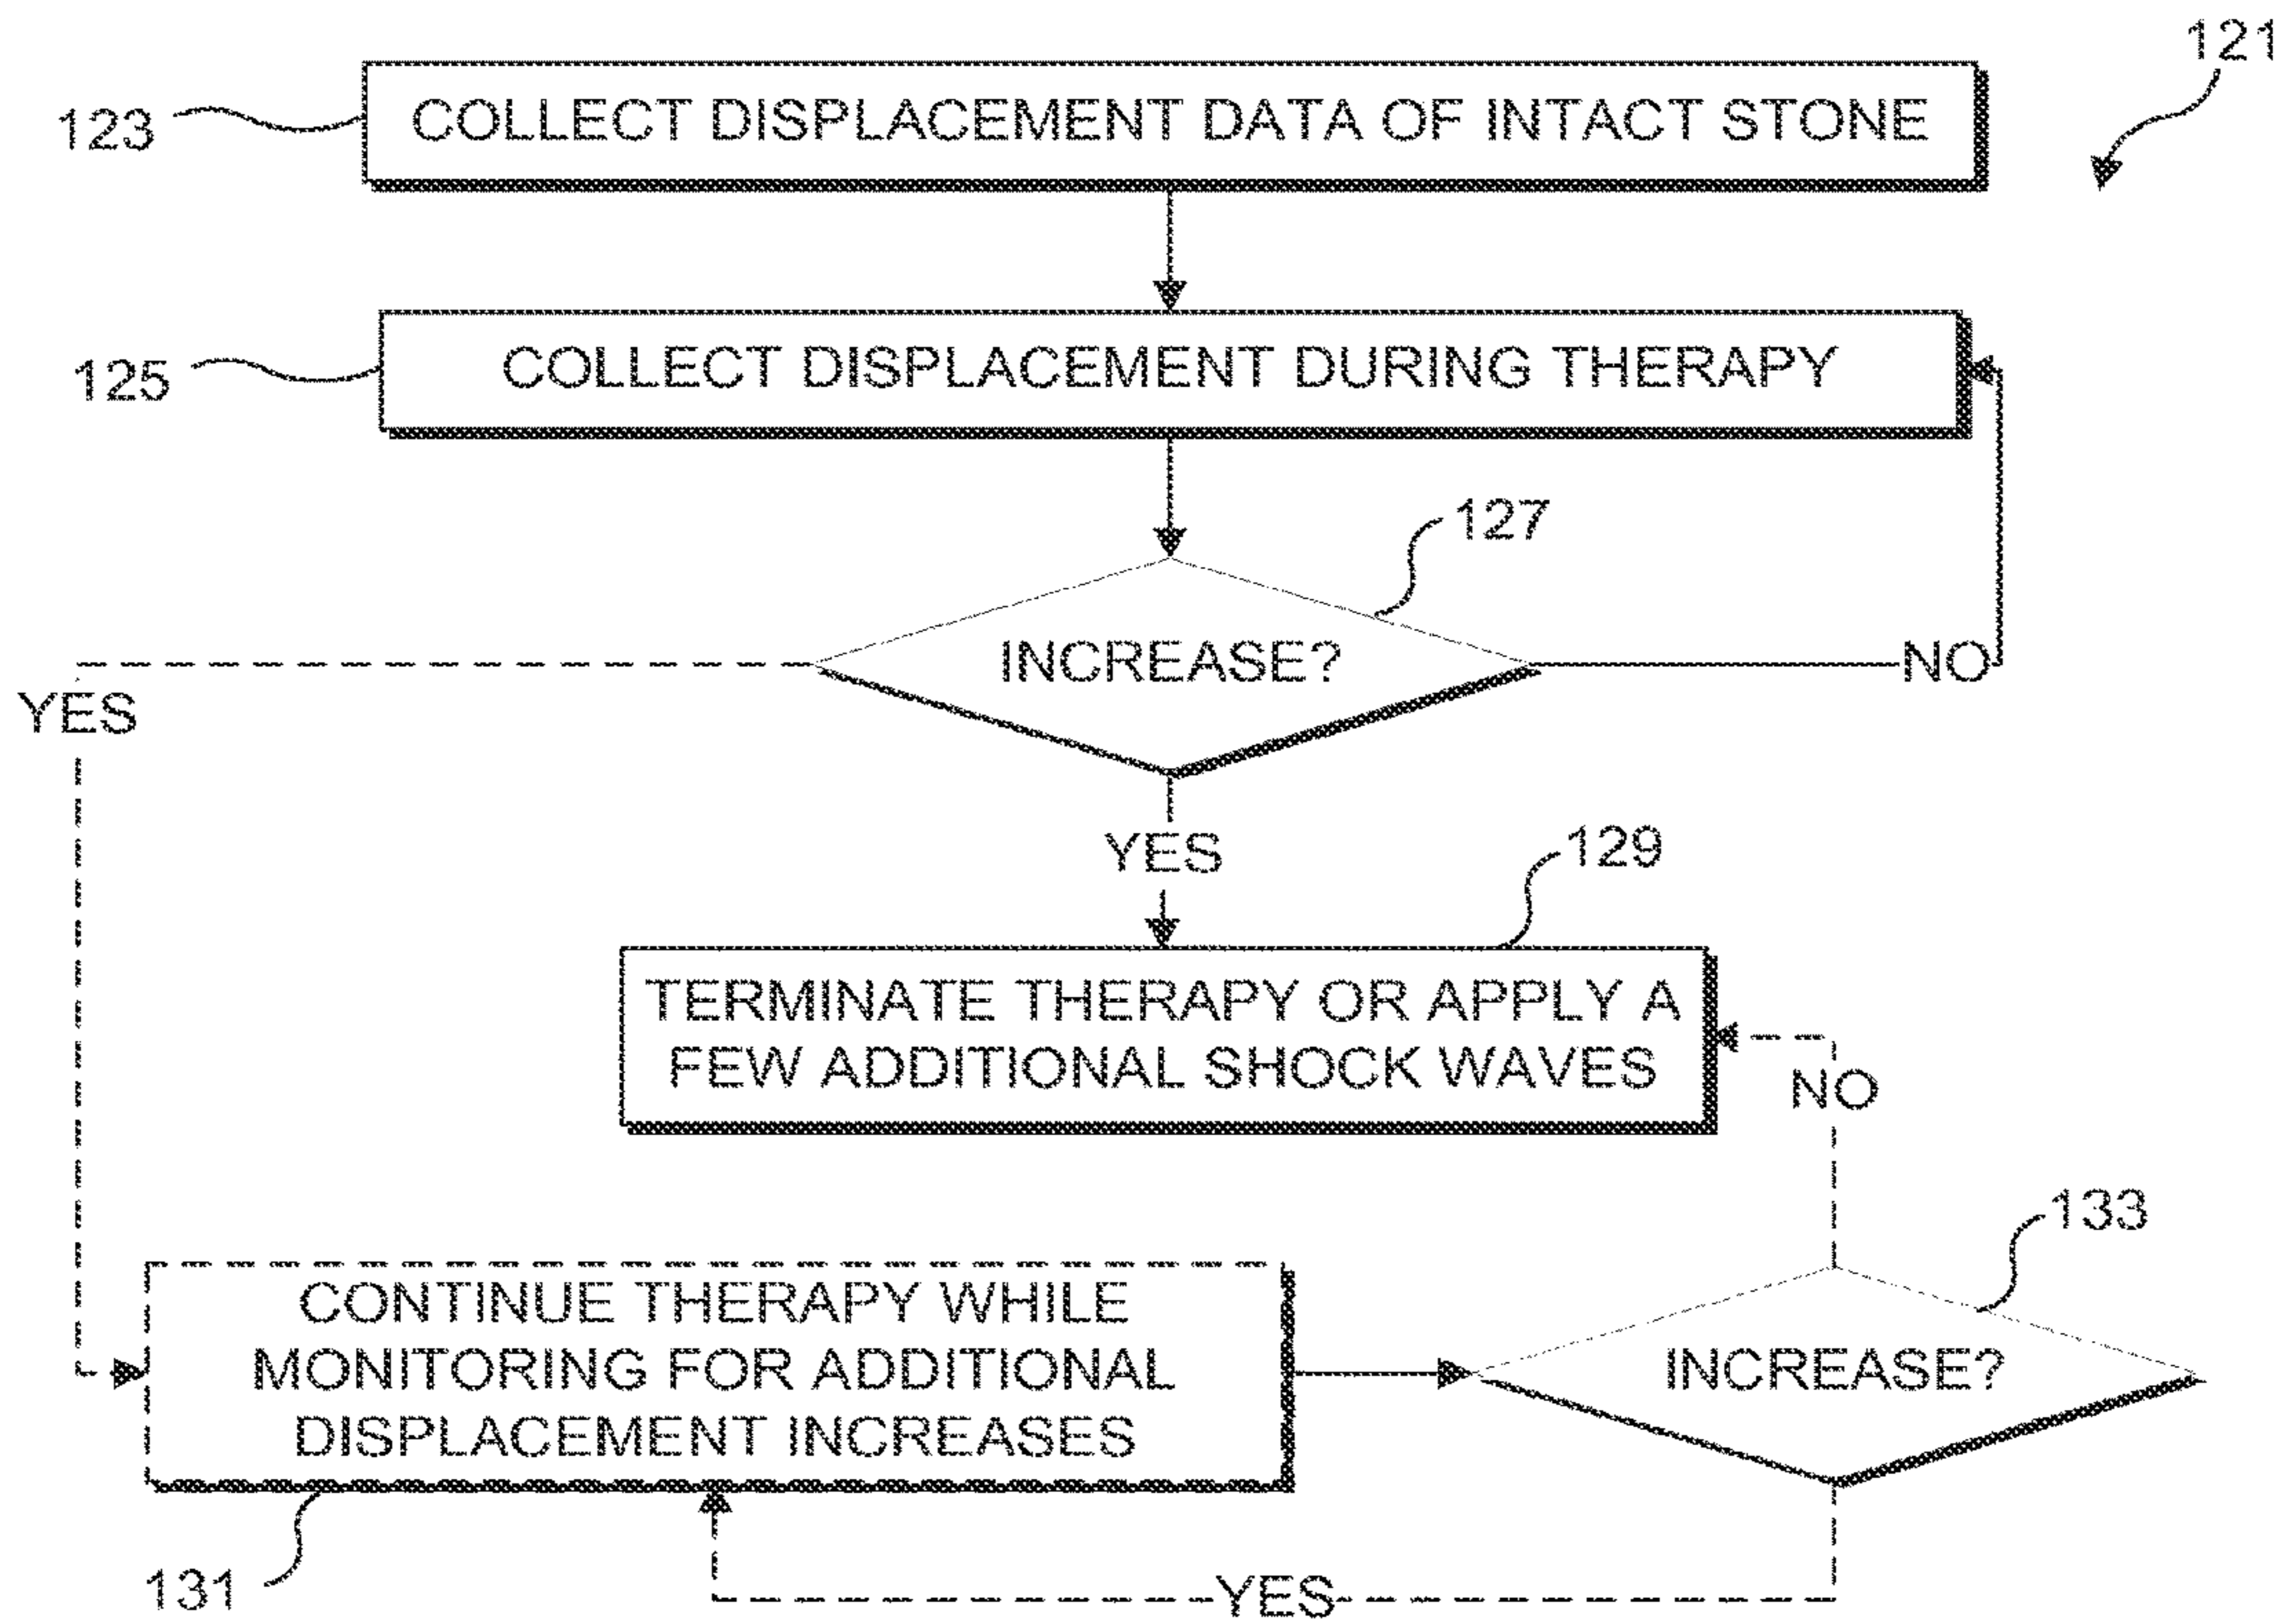 121
123
COLLECT DISPLACEMENT DATA OF INTACT STONE
125
COLLECT DISPLACEMENT DURING THERAPY
127
INCREASE?
NO
YES
YES
129
TERMINATE THERAPY OR APPLY A
FEW ADDITIONAL SHOCK WAVES
NO
133
CONTINUE THERAPY WHILE
MONITORING FOR ADDITIONAL
DISPLACEMENT INCREASES
INCREASE?
131
YES